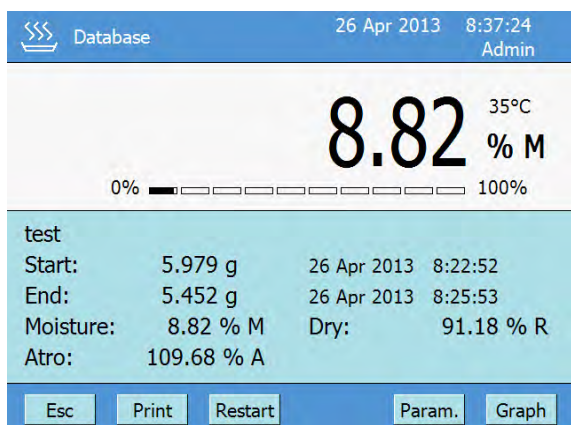 Database 26 Apr 2013 8:37:24
Admin
8.82 35°C
% M
0% 100%
test
Start: 5.979 g 26 Apr 2013 8:22:52
End: 5.452 g 26 Apr 2013 8:25:53
Moisture: 8.82 % M Dry: 91.18 % R
Atro: 109.68 % A
Esc Print Restart Param. Graph